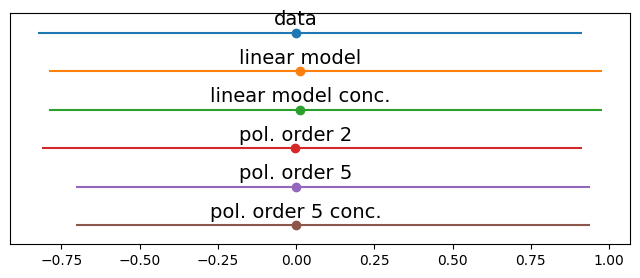 data
linear model
linear model conc.
pol. order 2
pol. order 5
pol. order 5 conc.
−0.75 −0.50 −0.25 0.00 0.25 0.50 0.75 1.00